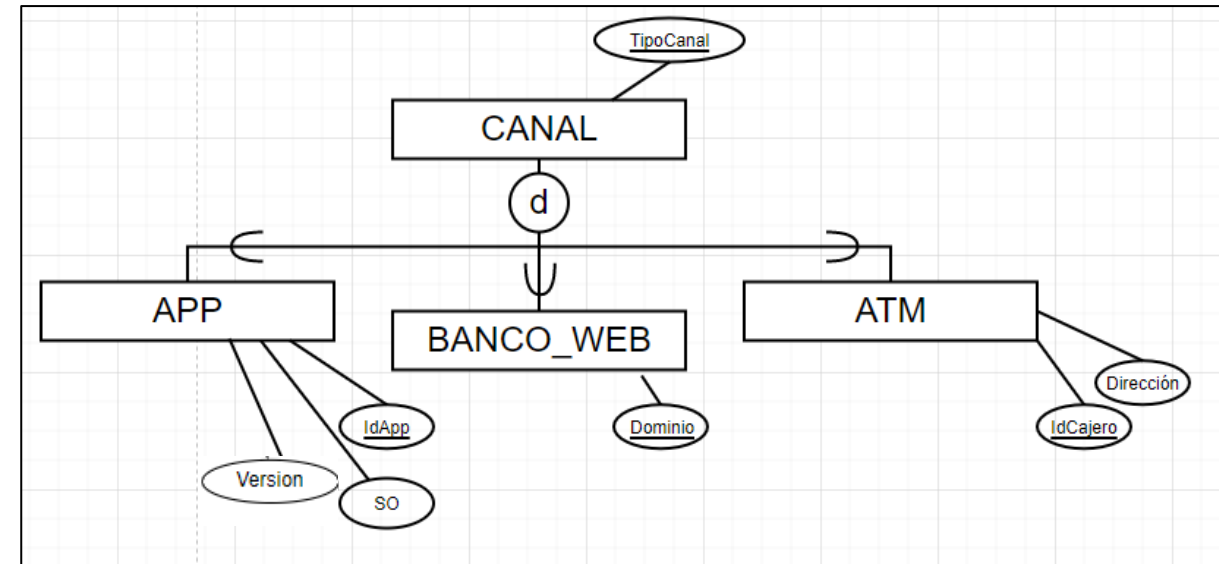 TipoCanal
CANAL
d
APP
BANCO_WEB
ATM
Dirección
IdApp
Dominio
IdCajero
Version
SO